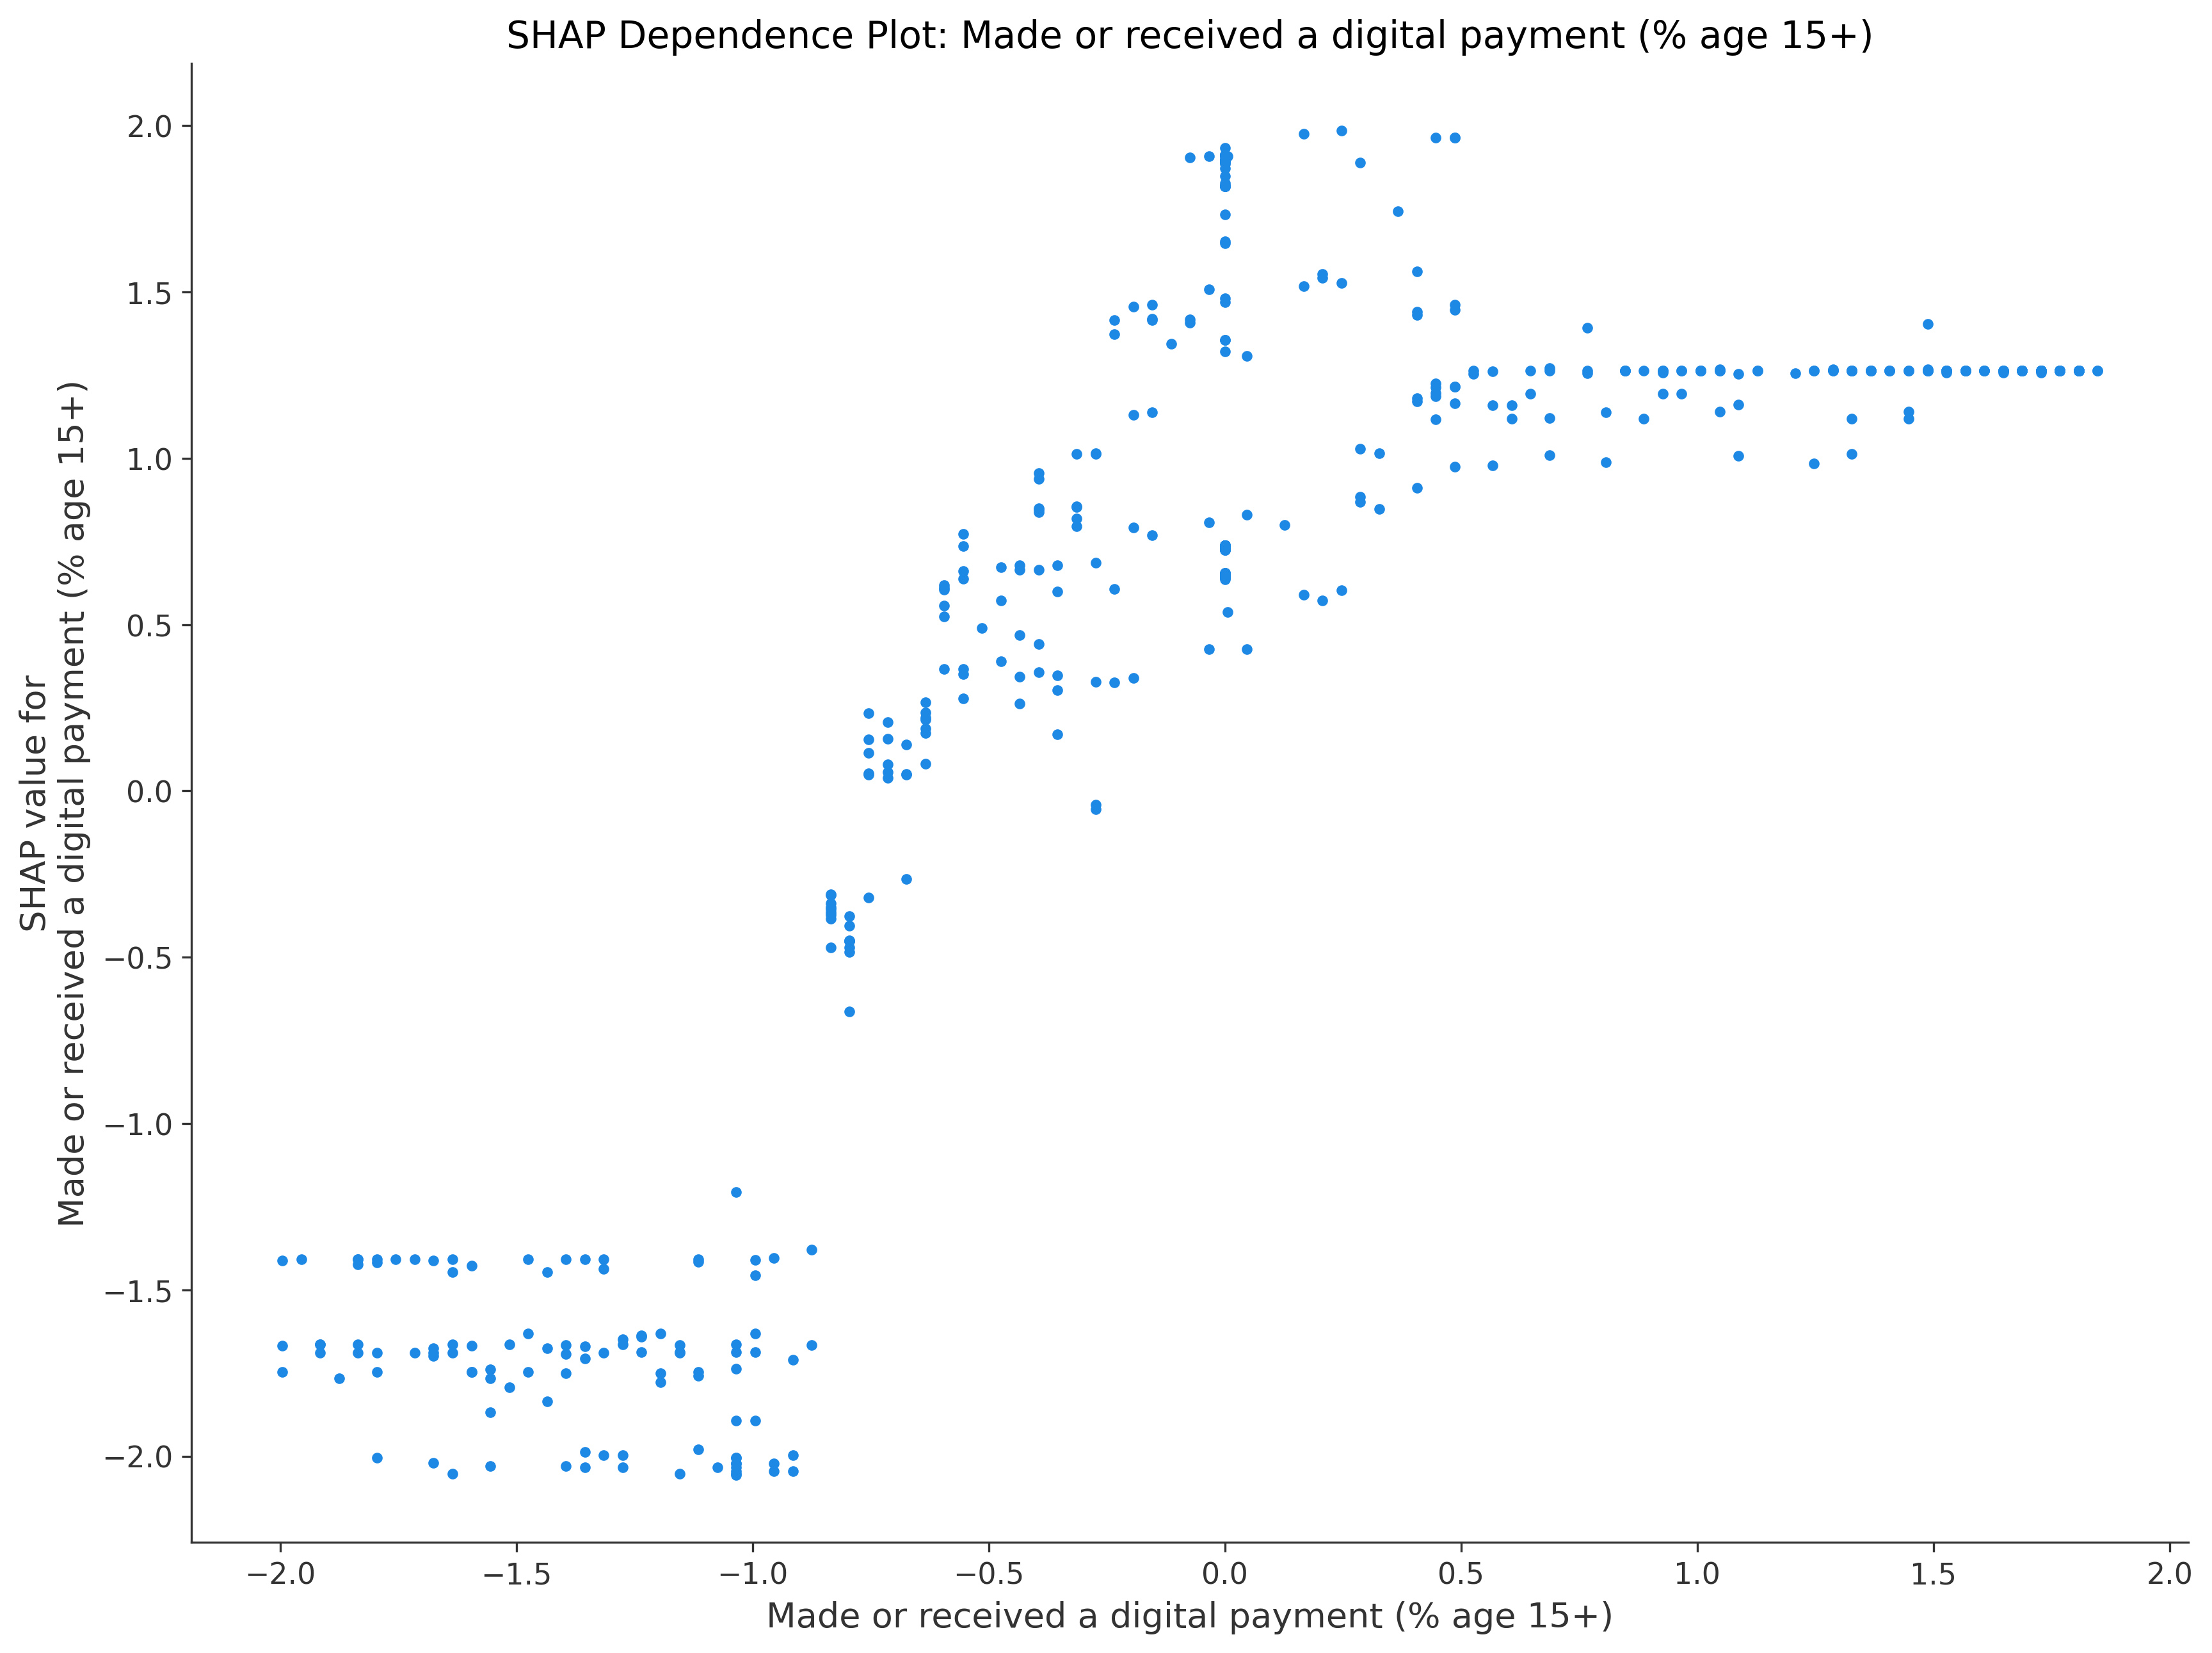 SHAP Dependence Plot: Made or received a digital payment (% age 15+)
SHAP value for
Made or received a digital payment (% age 15+)
2.0
1.5
1.0
0.5
0.0
−0.5
−1.0
−1.5
−2.0
−2.0 −1.5 −1.0 −0.5 0.0 0.5 1.0 1.5 2.0
Made or received a digital payment (% age 15+)